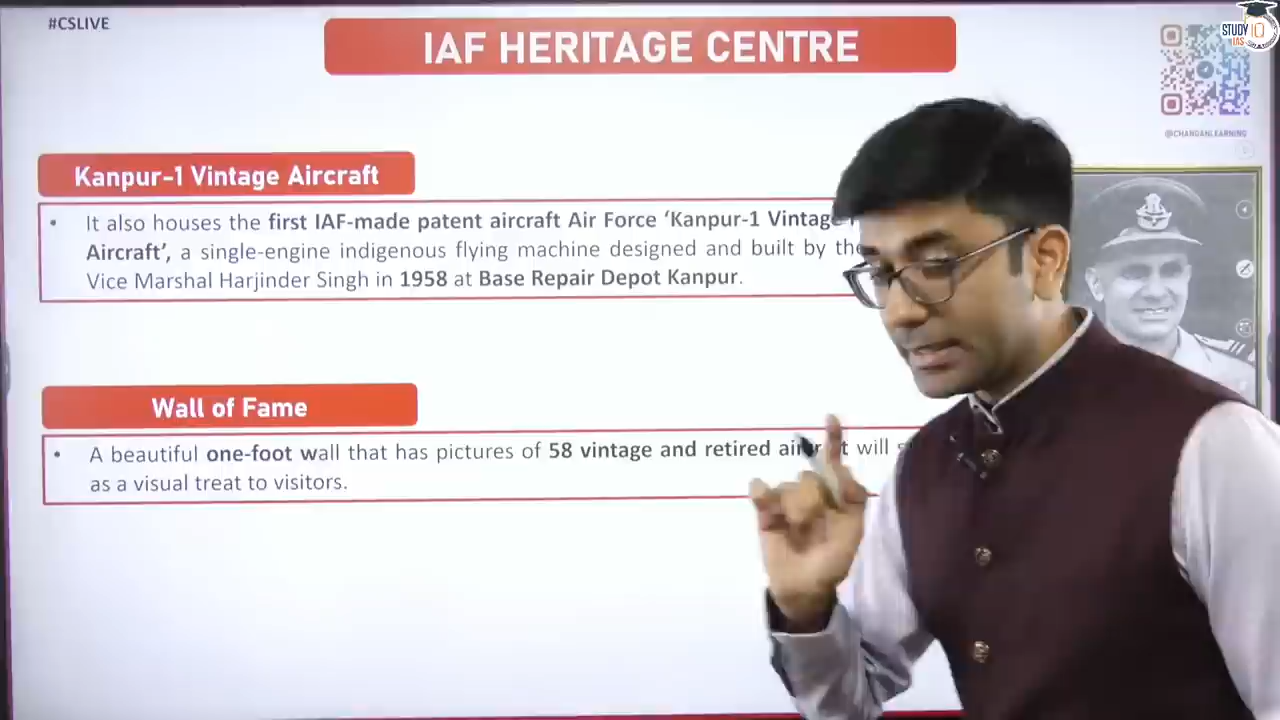 #CSLIVE
IAF HERITAGE CENTRE
STUDY
IAS
@CHANDANLEARNING
Kanpur-1 Vintage Aircraft
• It also houses the first IAF-made patent aircraft Air Force ‘Kanpur-1 Vintage
Aircraft’, a single-engine indigenous flying machine designed and built by the
Vice Marshal Harjinder Singh in 1958 at Base Repair Depot Kanpur.
Wall of Fame
• A beautiful one-foot wall that has pictures of 58 vintage and retired will
as a visual treat to visitors.